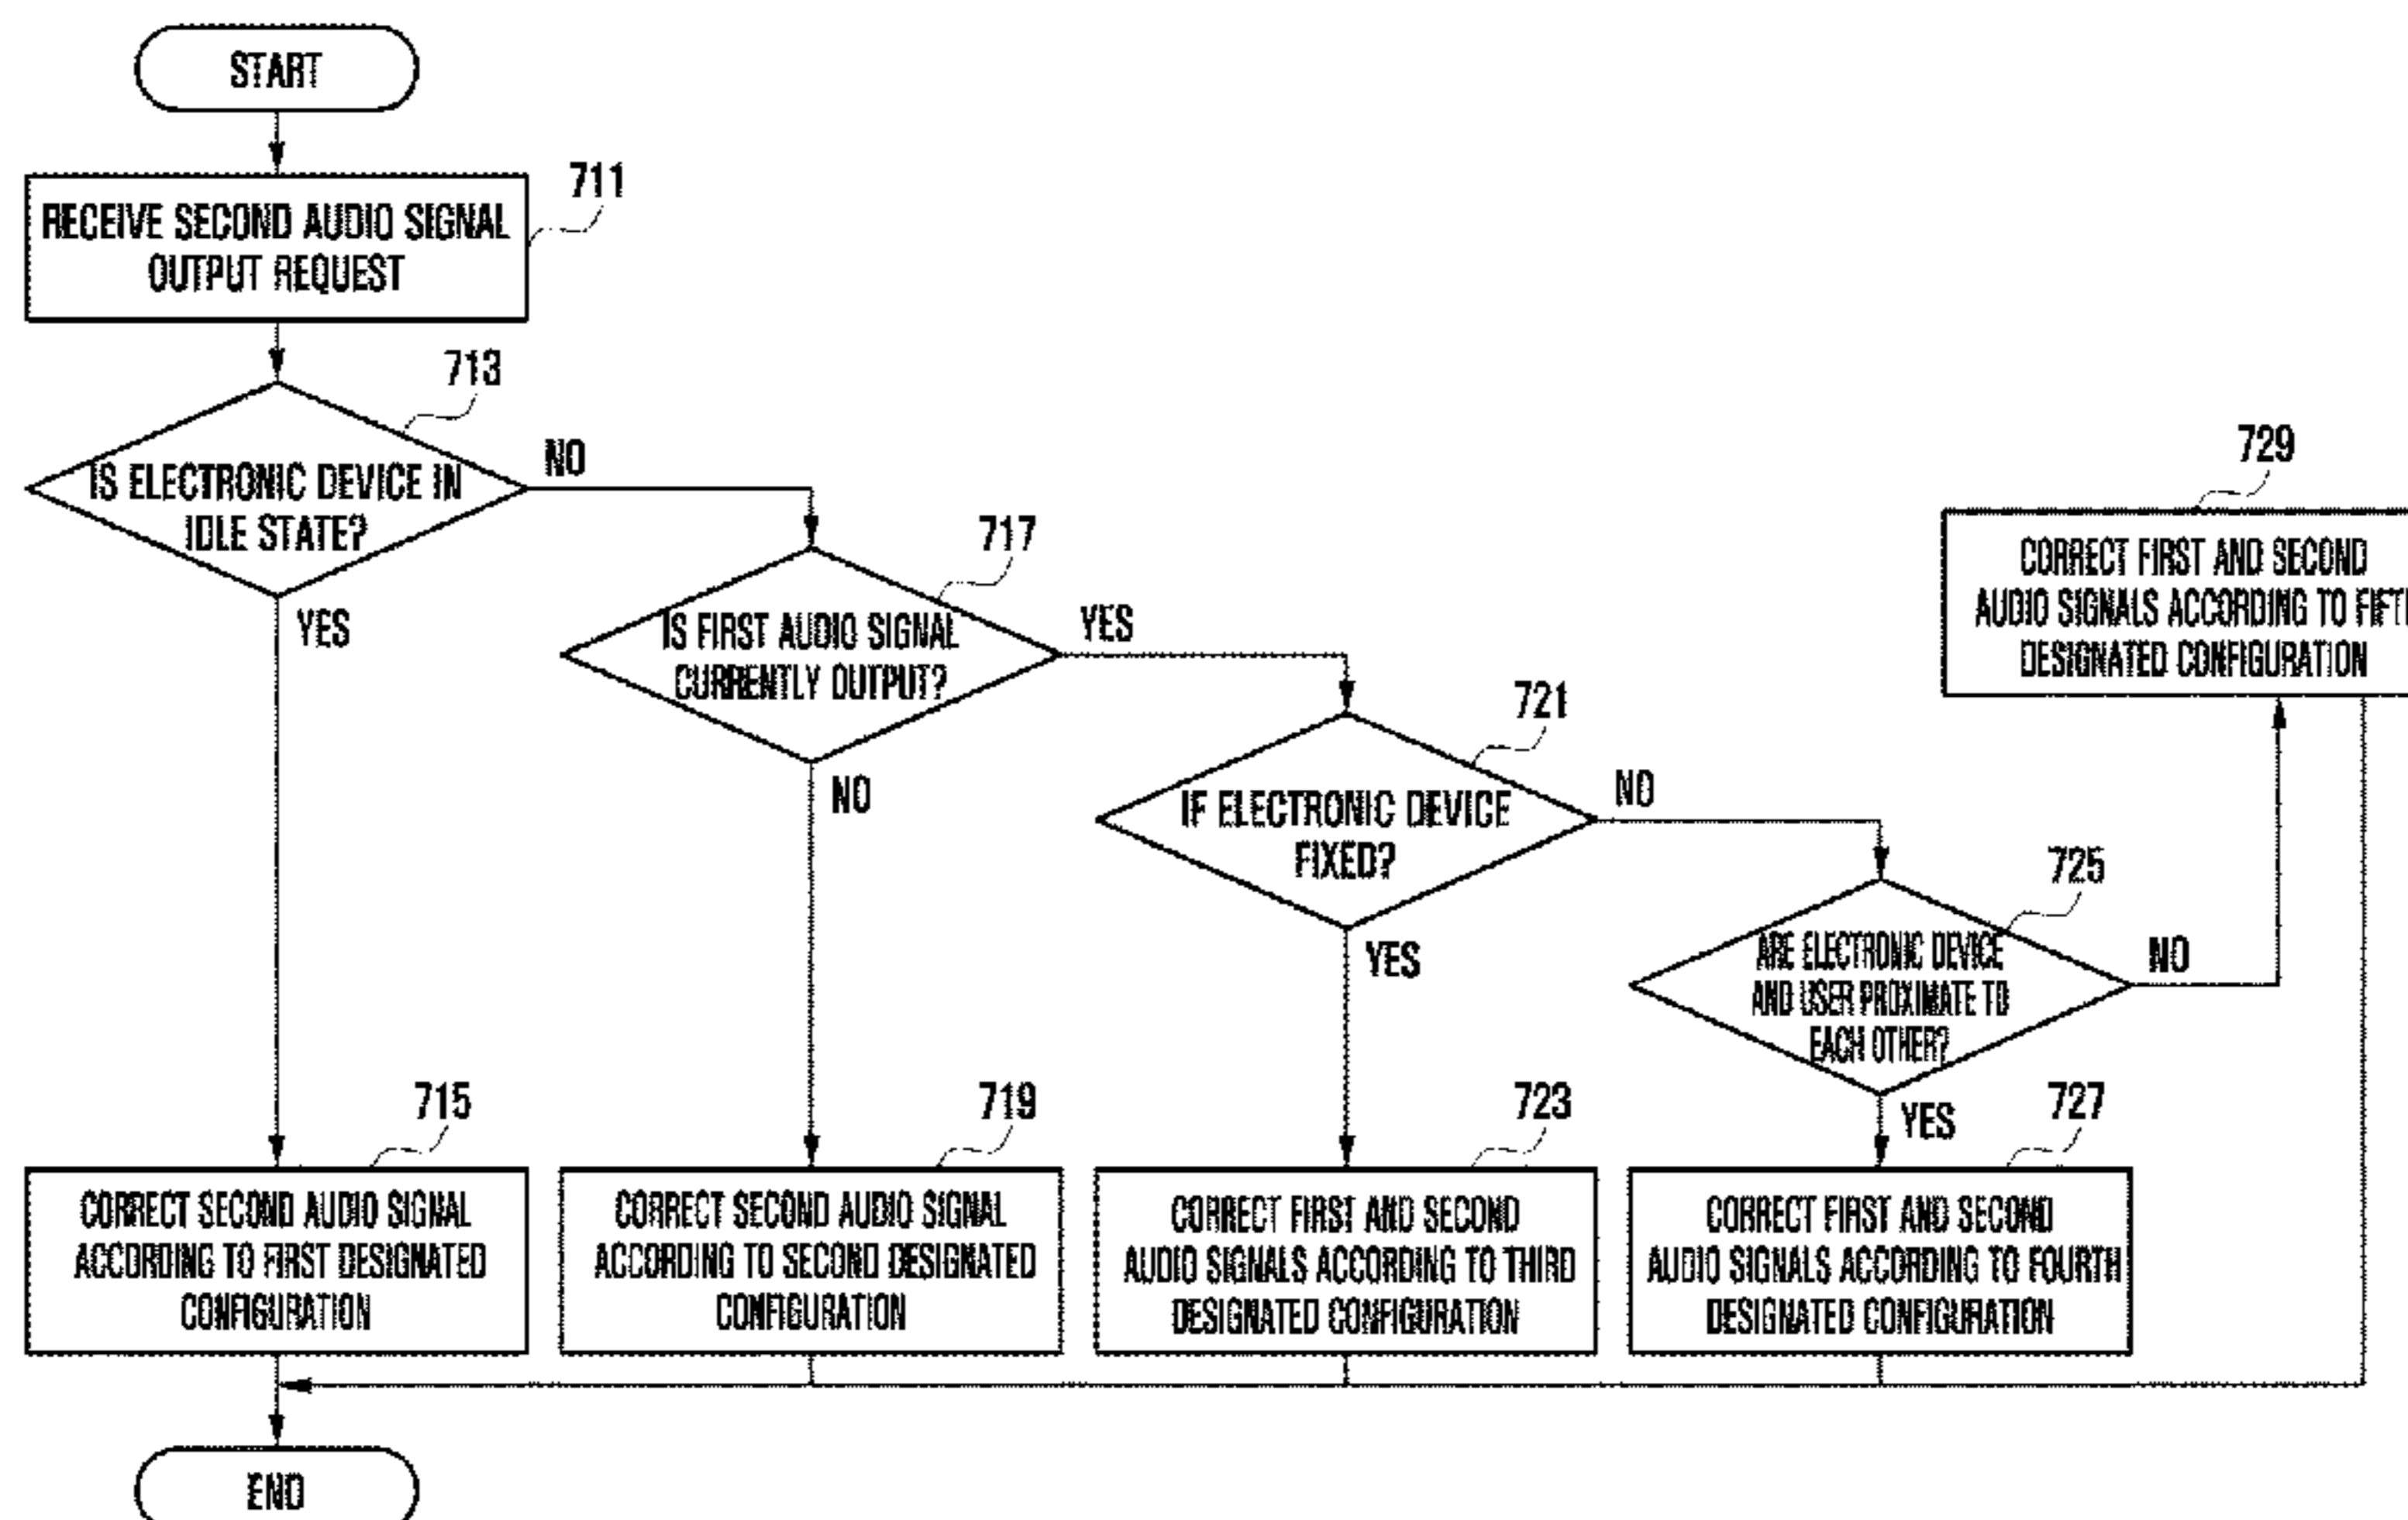 START
711
RECEIVE SECOND AUDIO SIGNAL
OUTPUT REQUEST
713
IS ELECTRONIC DEVICE IN
IDLE STATE?
NO
YES
717
IS FIRST AUDIO SIGNAL
CURRENTLY OUTPUT?
YES
NO
721
IF ELECTRONIC DEVICE
FIXED?
NO
YES
725
ARE ELECTRONIC DEVICE
AND USER PROXIMATE TO
EACH OTHER?
NO
YES
729
CORRECT FIRST AND SECOND
AUDIO SIGNALS ACCORDING TO
DESIGNATED CONFIGURATION
715
CORRECT SECOND AUDIO SIGNAL
ACCORDING TO FIRST DESIGNATED
CONFIGURATION
719
CORRECT SECOND AUDIO SIGNAL
ACCORDING TO SECOND DESIGNATED
CONFIGURATION
723
CORRECT FIRST AND SECOND
AUDIO SIGNALS ACCORDING TO THIRD
DESIGNATED CONFIGURATION
727
CORRECT FIRST AND SECOND
AUDIO SIGNALS ACCORDING TO FOURTH
DESIGNATED CONFIGURATION
END